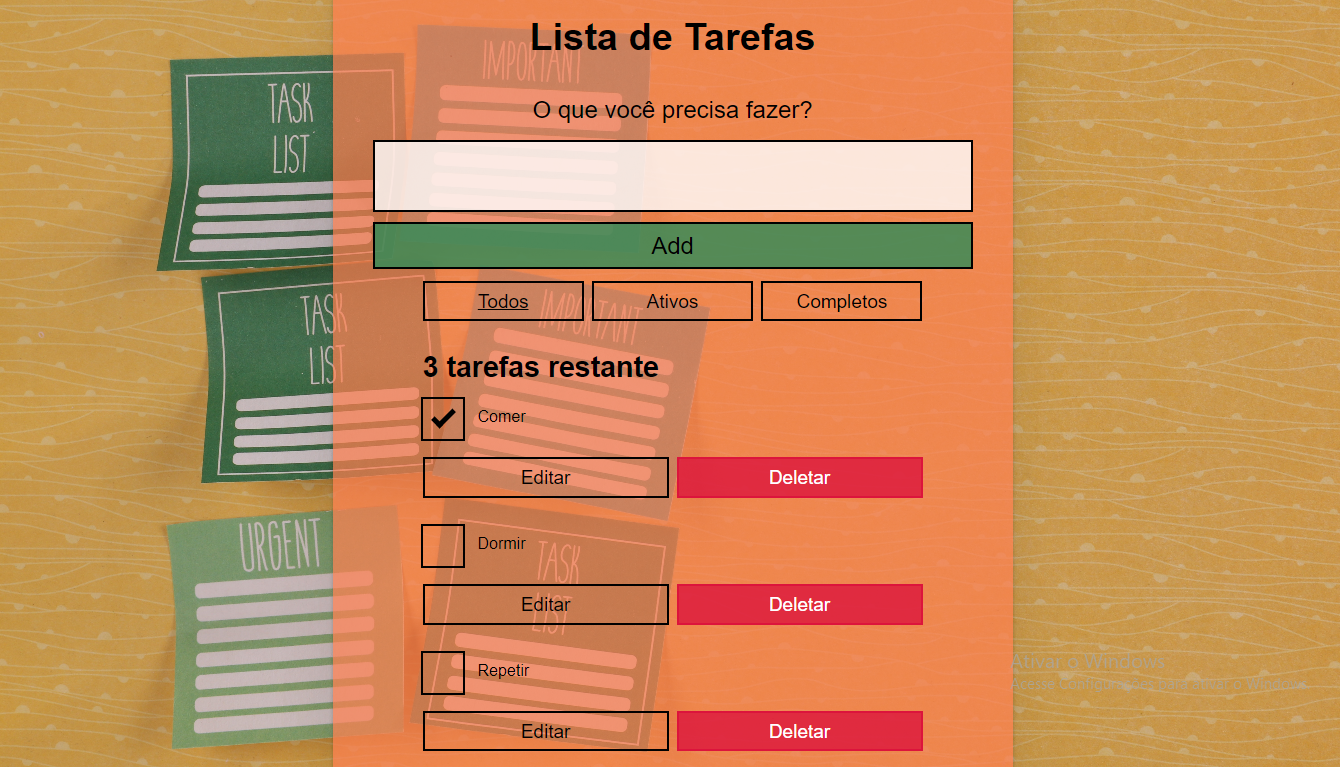 Lista de Tarefas
O que você precisa fazer?
Add
Todos Ativos Completos
3 tarefas restante
Comer
Editar Deletar
Dormir
Editar Deletar
Repetir
Editar Deletar
TASK
LIST
IMPORTANT
TASK
LIST
IMPORTANT
URGENT
TASK
LIST
Ativar o Windows
Acesse Configurações para ativar o Windows.